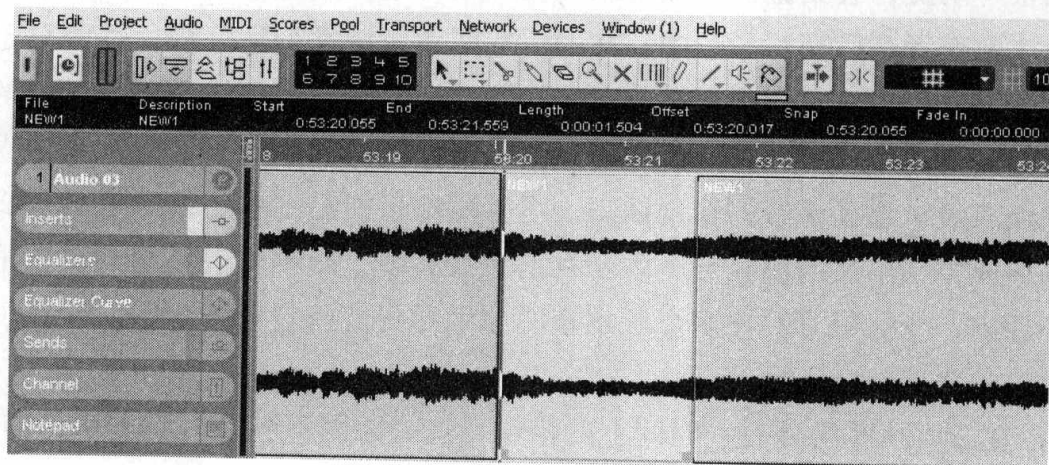 File Edit Project Audio MIDI Scores Pool Transport Network Devices Window (1) Help
1 2 3 4 5
6 7 8 9 10
10
File Description Start End Length Offset Snap Fade In
NEW1 NEW1 0:53:20.055 0:53:21.559 0:00:01.504 0:53:20.017 0:53:20.055 0:00:00.000
8 53:19 53:20 53:21 53:22 53:23 53:2
1 Audio 03
NEW1 NEW1
Inserts
Equalizers
Equalizer Curve
Sends
Channel
Notepad